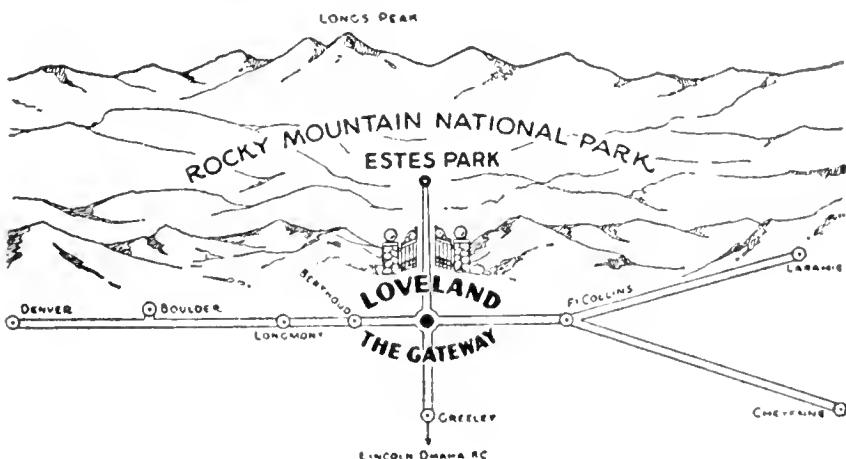 LONGS PEAK
ROCKY MOUNTAIN NATIONAL PARK
ESTES PARK
BERTHOUD
LOVELAND
FT COLLINS
LARAMIE
DENVER
BOULDER
LONGMONT
THE GATEWAY
CHEYENNE
GREELEY
LINCOLN OMAHA KC